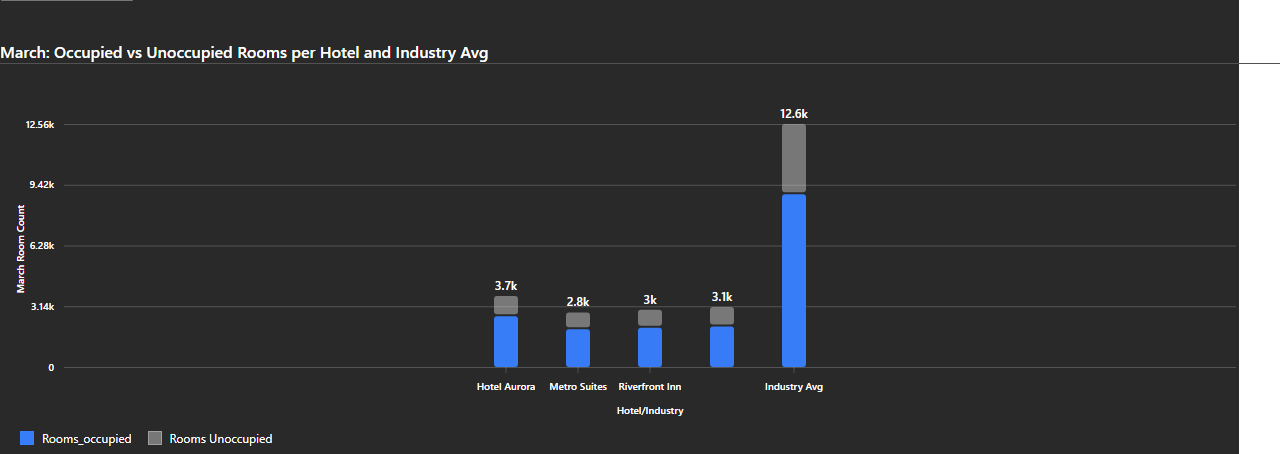 March: Occupied vs Unoccupied Rooms per Hotel and Industry Avg
12.6k
12.56k
9.42k
6.28k
3.14k
0
March Room Count
3.7k
2.8k
3k
3.1k
Hotel Aurora
Metro Suites
Riverfront Inn
Industry Avg
Hotel/Industry
Rooms_occupied
Rooms Unoccupied